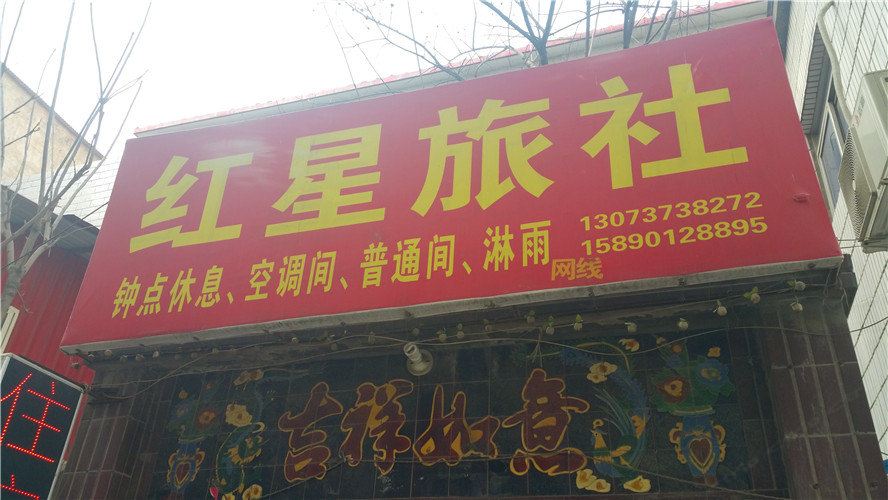 红星旅社
13073738272
钟点休息、空调间、普通间、淋雨
15890128895
网线
吉祥如意
住